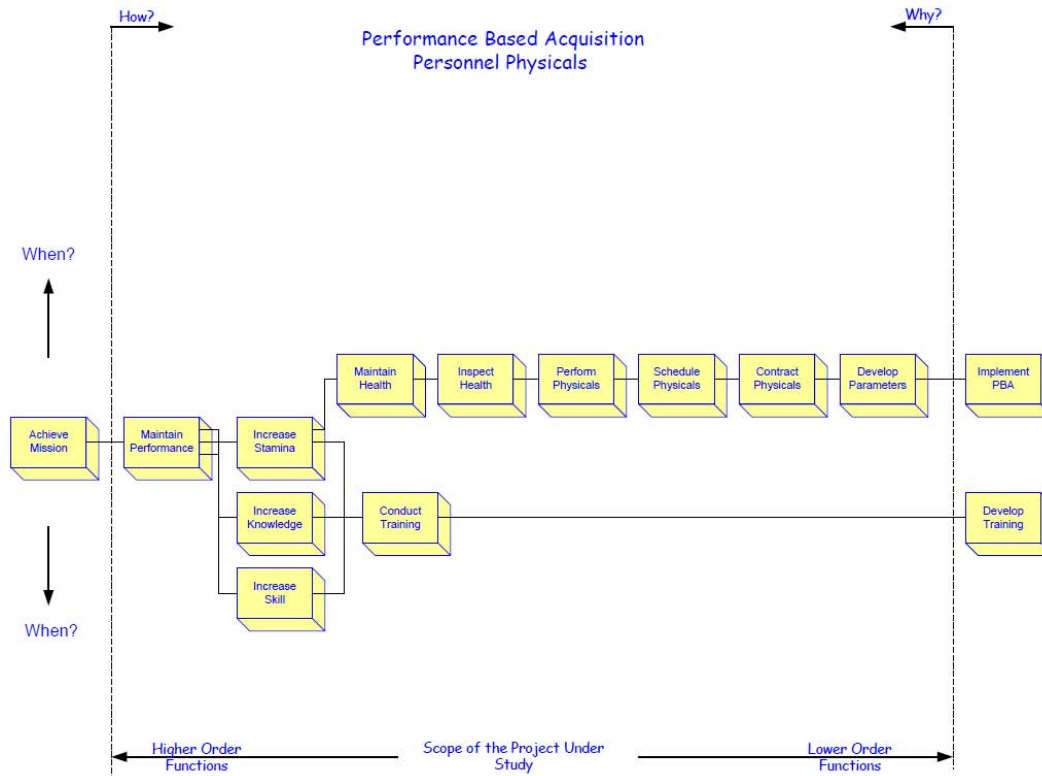 How?
Why?
Performance Based Acquisition
Personnel Physicals
When?
Maintain
Health
Inspect
Health
Perform
Physicals
Schedule
Physicals
Contract
Physicals
Develop
Parameters
Implement
PBA
Achieve
Mission
Maintain
Performance
Increase
Stamina
Increase
Knowledge
Conduct
Training
Develop
Training
Increase
Skill
When?
Higher Order
Functions
Scope of the Project Under
Study
Lower Order
Functions